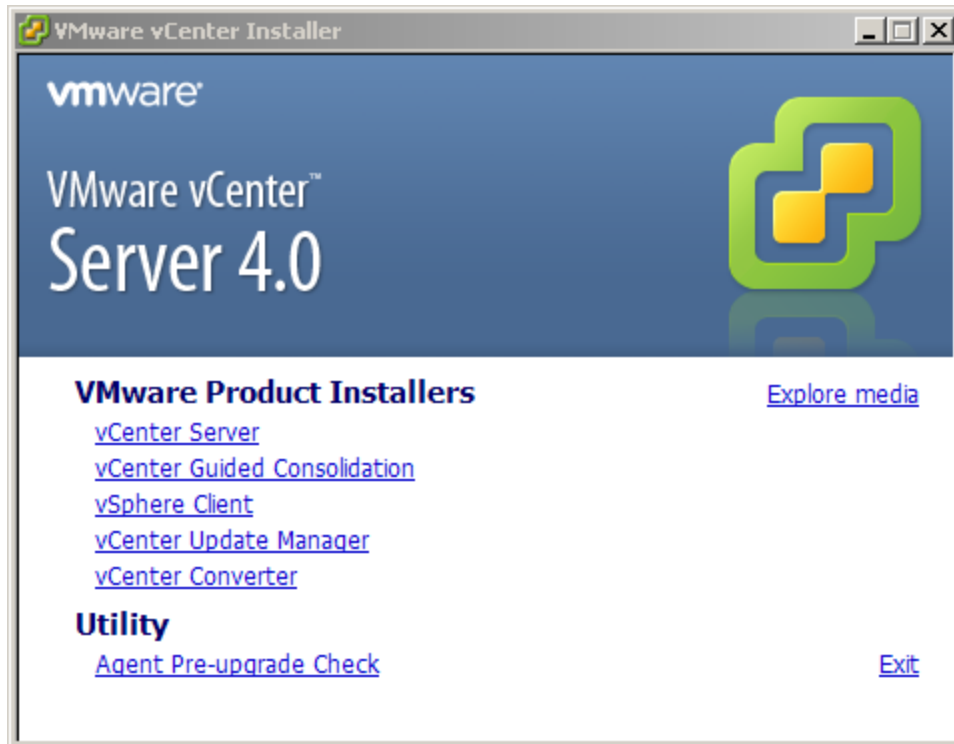 VMware vCenter Installer
vmware®
VMware vCenter™
Server 4.0
VMware Product Installers
Explore media
vCenter Server
vCenter Guided Consolidation
vSphere Client
vCenter Update Manager
vCenter Converter
Utility
Agent Pre-upgrade Check
Exit